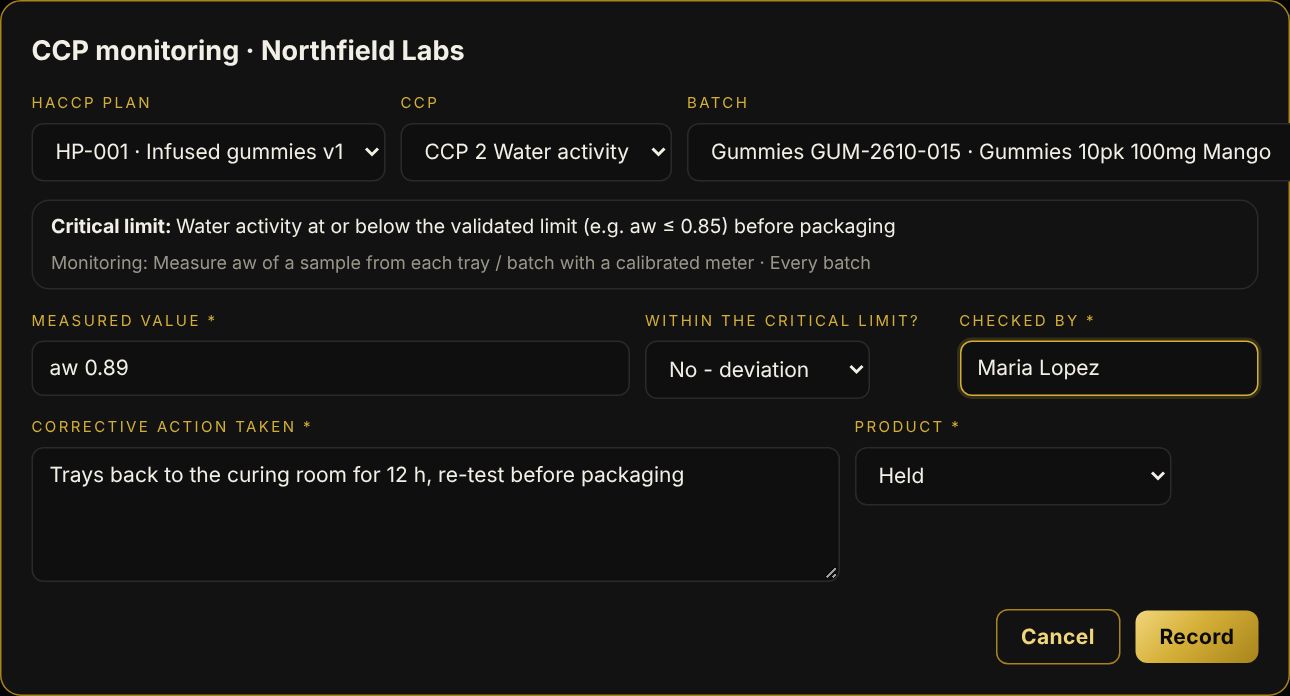 CCP monitoring · Northfield Labs
HACCP PLAN
CCP
BATCH
HP-001 · Infused gummies v1
CCP 2 Water activity
Gummies GUM-2610-015 · Gummies 10pk 100mg Mango
Critical limit: Water activity at or below the validated limit (e.g. aw ≤ 0.85) before packaging
Monitoring: Measure aw of a sample from each tray / batch with a calibrated meter · Every batch
MEASURED VALUE *
WITHIN THE CRITICAL LIMIT?
CHECKED BY *
aw 0.89
No - deviation
Maria Lopez
CORRECTIVE ACTION TAKEN *
PRODUCT *
Trays back to the curing room for 12 h, re-test before packaging
Held
Cancel
Record